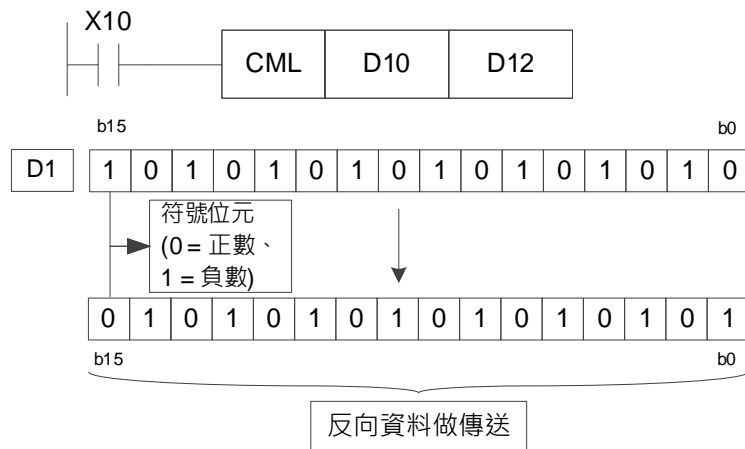 X10
CML D10 D12
b15 b0
D1 1 0 1 0 1 0 1 0 1 0 1 0 1 0 1 0
符號位元
(0 = 正數、
1 = 負數)
0 1 0 1 0 1 0 1 0 1 0 1 0 1 0 1
b15 b0
反向資料做傳送